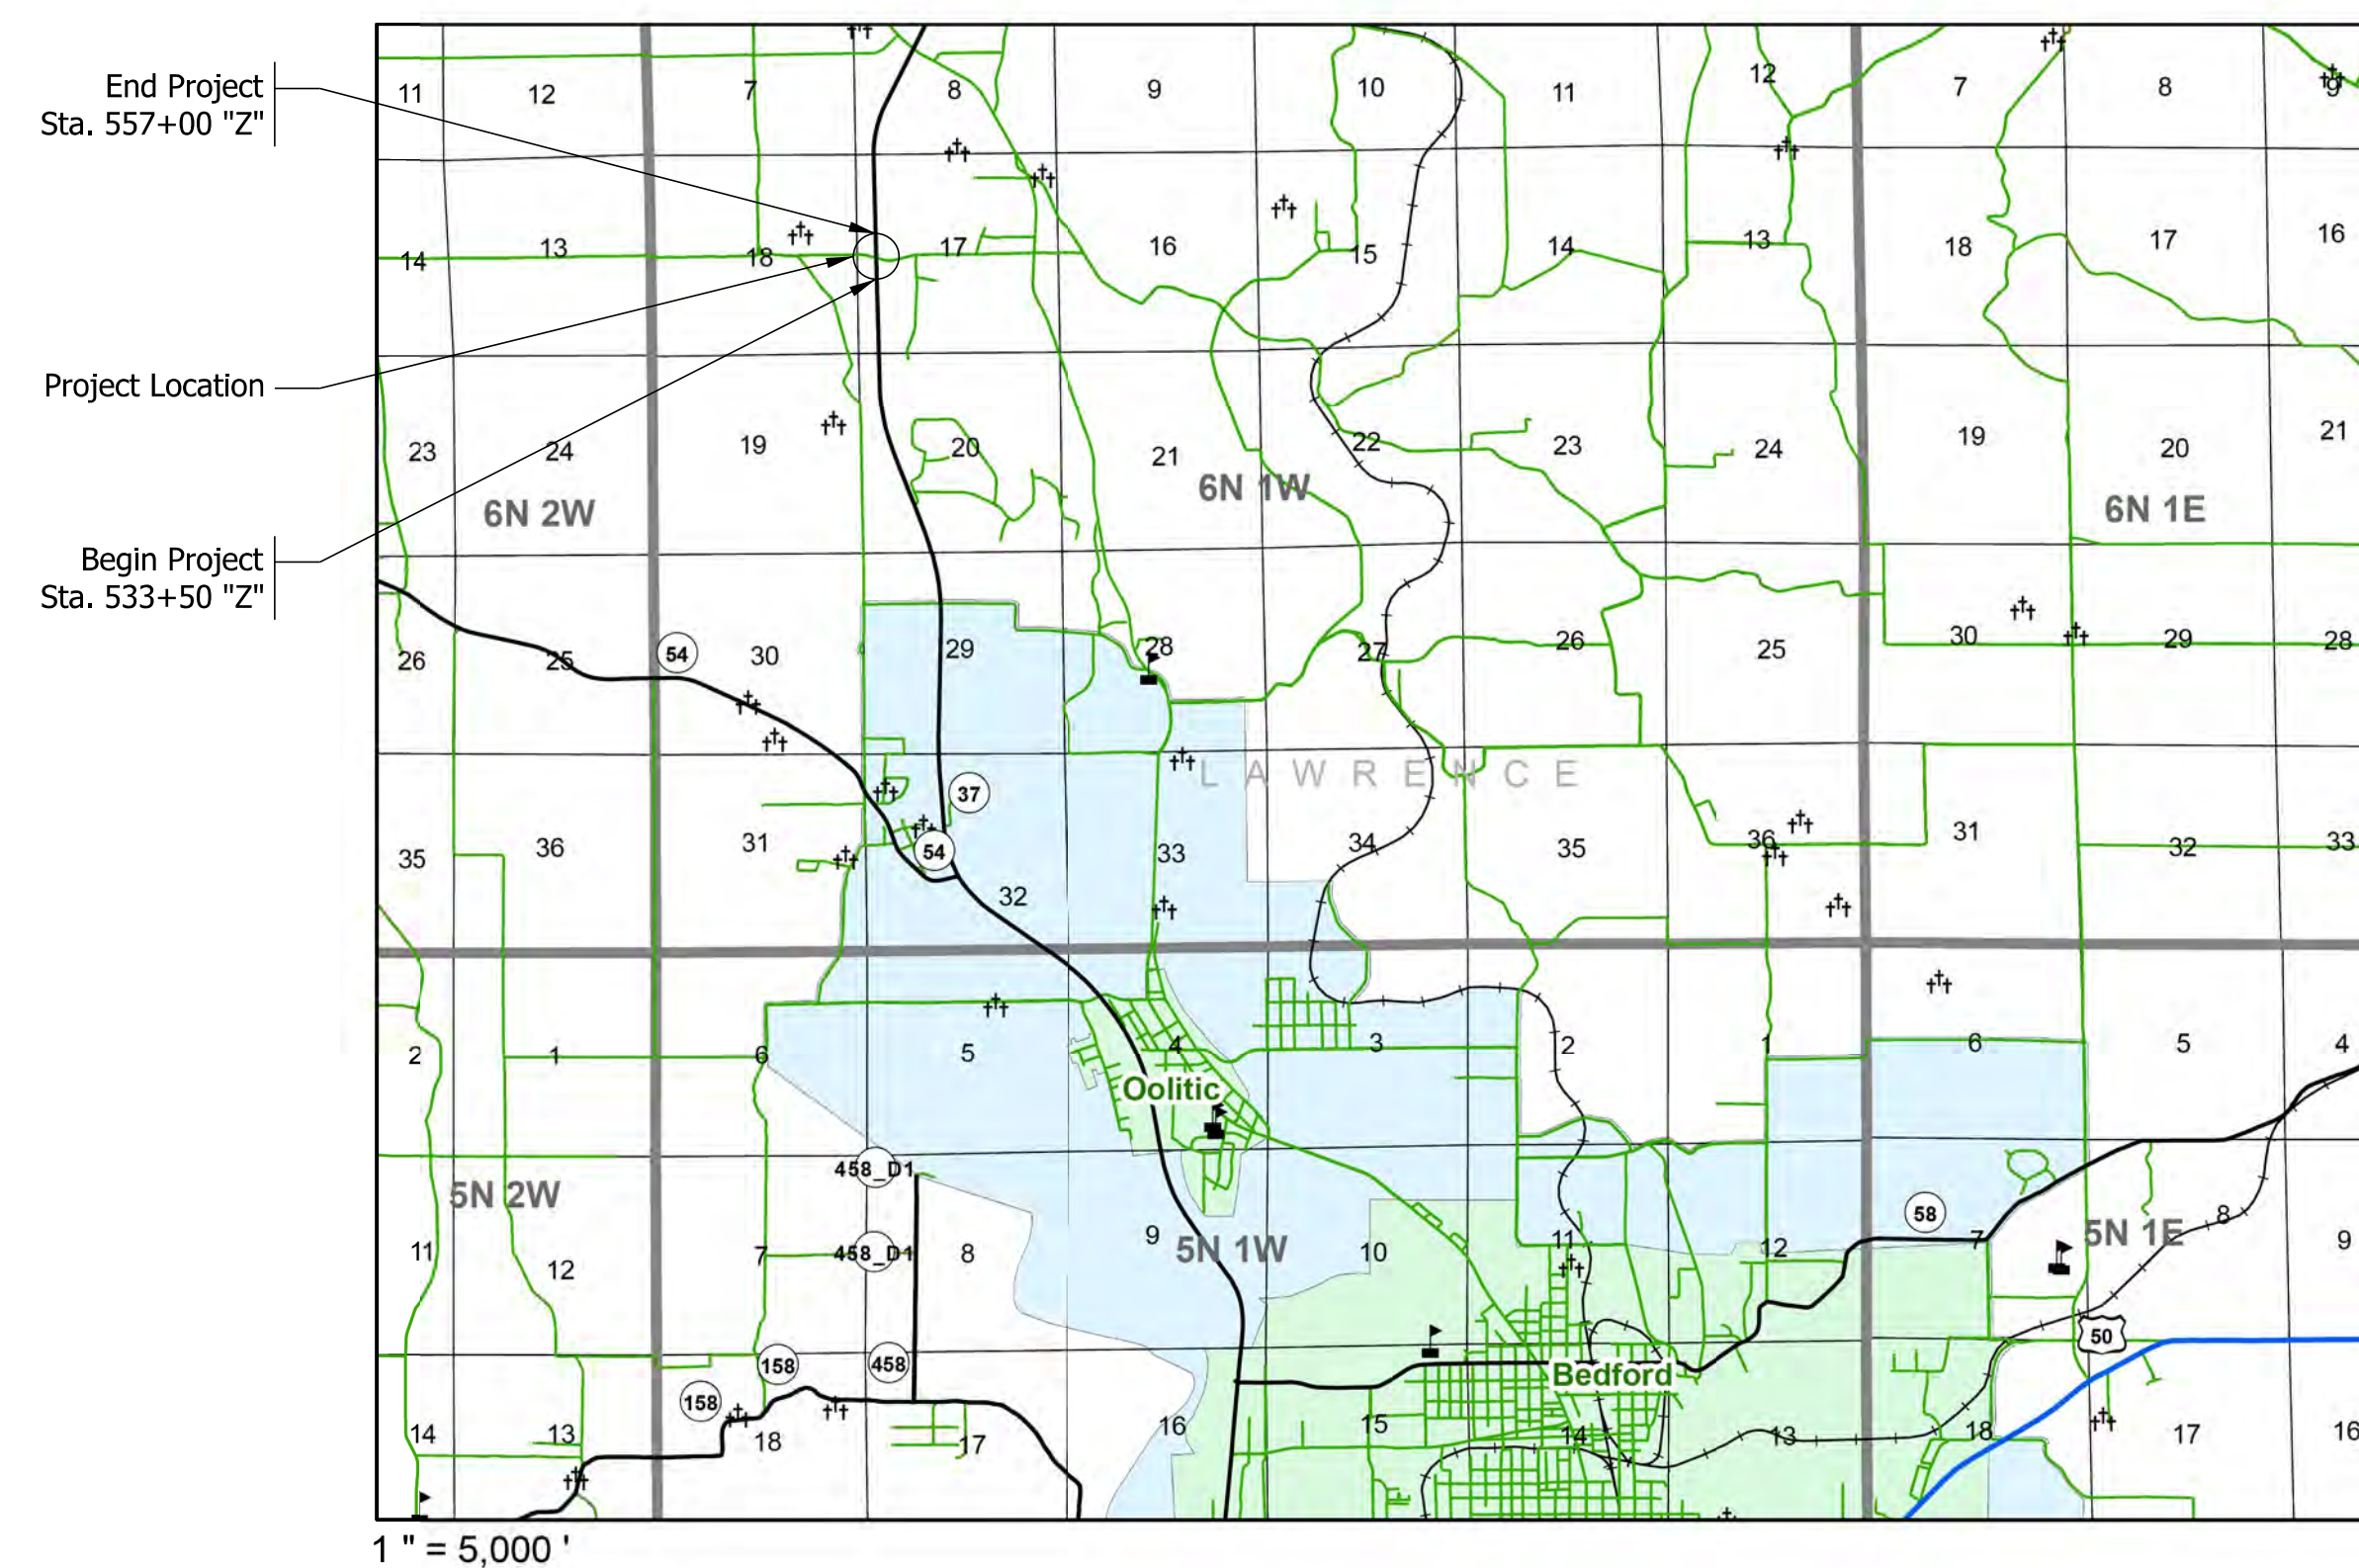 End Project
Sta. 557+00 "Z"
Project Location
Begin Project
Sta. 533+50 "Z"
11 12 7 8 9 10 11 12 7 8 9
14 13 18 17 16 15 14 13 18 17 16
23 24 19 20 21 22 23 24 19 20 21
6N 2W 6N 1W 6N 1E
26 25 54 30 29 28 27 26 25 30 29 28
LAWRENCE
37
35 36 31 54 32 33 34 35 36 31 32 33
2 1 6 5 4 3 2 1 6 5 4
Oolitic
458_D1
5N 2W
58
11 12 7 458_D1 8 9 5N 1W 10 11 12 7 5N 1E 8 9
50
158 458
Bedford
158
14 13 18 17 16 15 14 13 18 17 16
1 " = 5,000 '